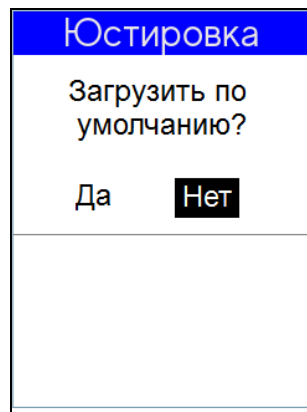 Юстировка
Загрузить по
умолчанию?
Да Нет